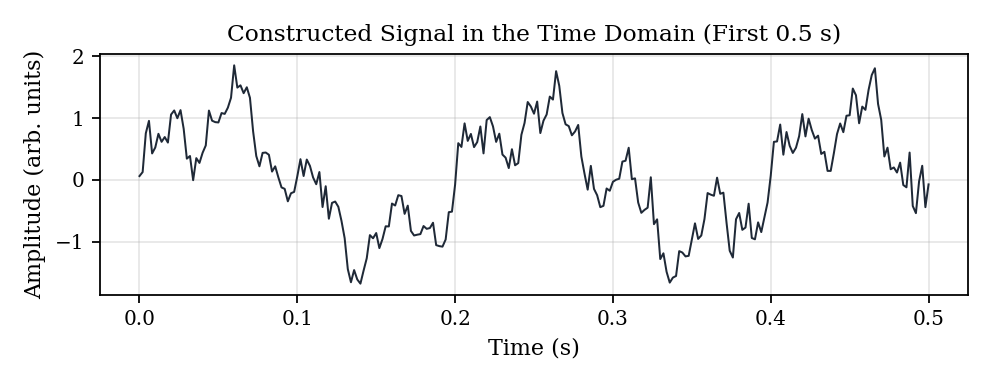 Constructed Signal in the Time Domain (First 0.5 s)
Amplitude (arb. units)
2
1
0
−1
0.0 0.1 0.2 0.3 0.4 0.5
Time (s)